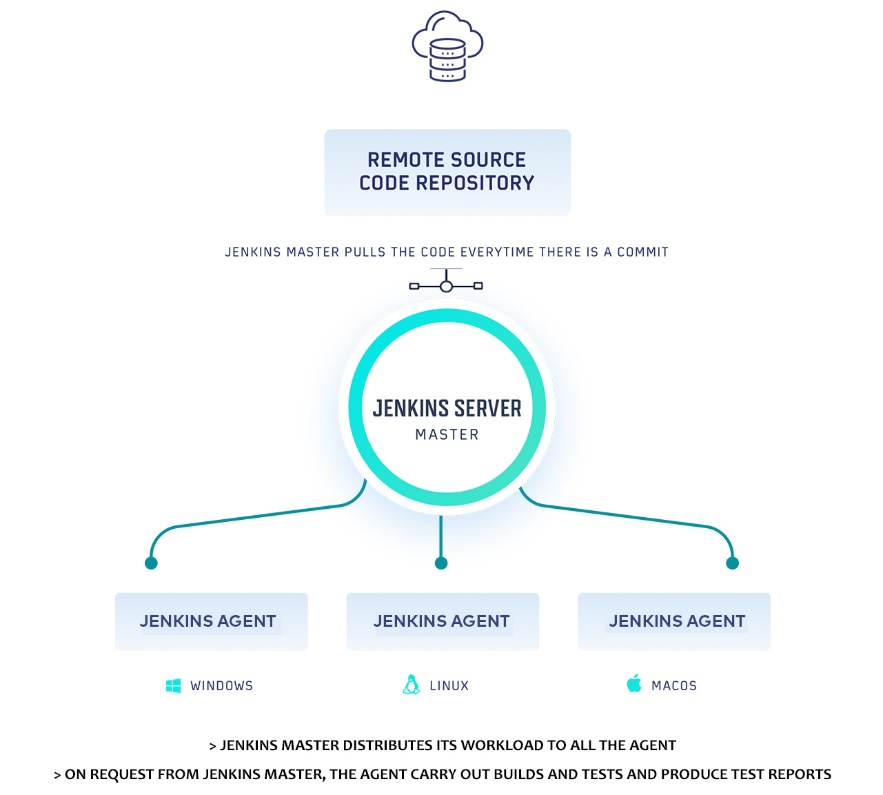 REMOTE SOURCE
CODE REPOSITORY
JENKINS MASTER PULLS THE CODE EVERYTIME THERE IS A COMMIT
JENKINS SERVER
MASTER
JENKINS AGENT
JENKINS AGENT
JENKINS AGENT
WINDOWS
LINUX
MACOS
> JENKINS MASTER DISTRIBUTES ITS WORKLOAD TO ALL THE AGENT
> ON REQUEST FROM JENKINS MASTER, THE AGENT CARRY OUT BUILDS AND TESTS AND PRODUCE TEST REPORTS